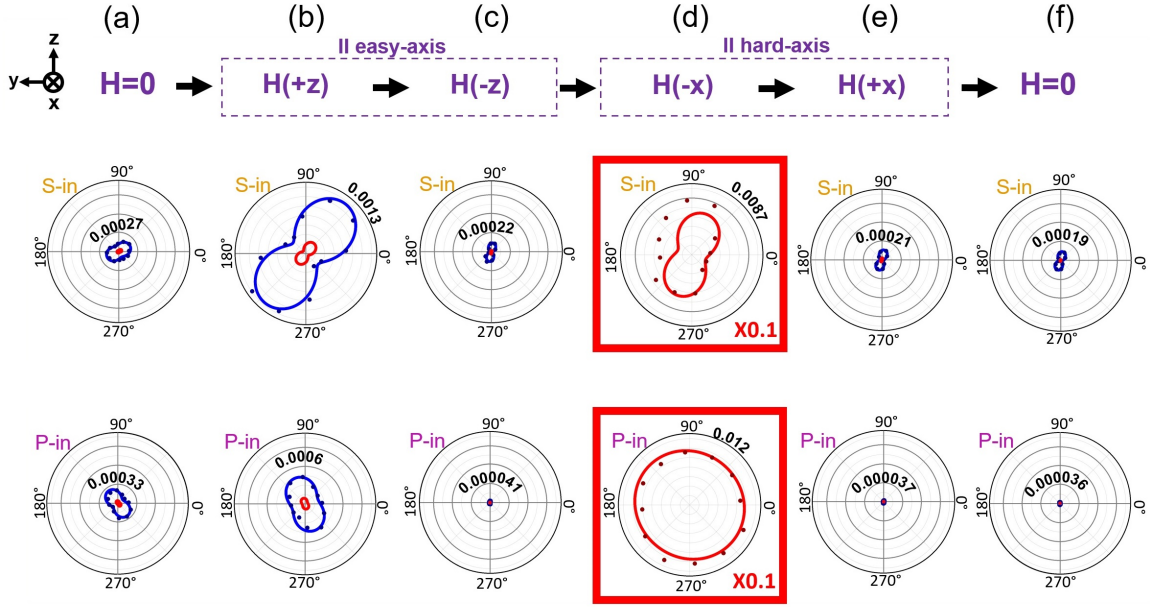 (a) (b) (c) (d) (e) (f)
z
y
x
II easy-axis II hard-axis
H=0 H(+z) H(-z) H(-x) H(+x) H=0
90° 90° 90° 90° 90° 90°
S-in S-in S-in S-in S-in S-in
0.00027 0.0013 0.00022 0.0087 0.00021 0.00019
180° 0° 180° 0° 180° 0° 180° 0° 180° 0° 180° 0°
X0.1
270° 270° 270° 270° 270° 270°
90° 90° 90° 90° 90° 90°
P-in P-in P-in P-in P-in P-in
0.00033 0.0006 0.000041 0.012 0.000037 0.000036
180° 0° 180° 0° 180° 0° 180° 0° 180° 0° 180° 0°
X0.1
270° 270° 270° 270° 270° 270°